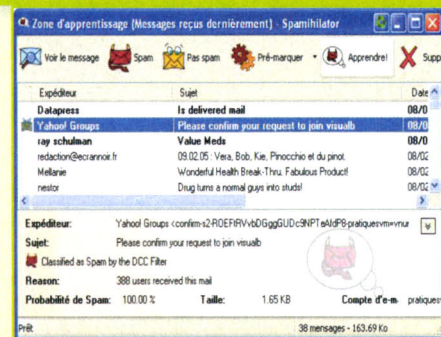 Zone d'apprentissage (Messages reçus dernièrement) - Spamihilator
Voir le message Spam Pas spam Pré-marquer Apprendre! Supp
Expéditeur Sujet Date
Datapress Is delivered mail 08/0
Yahoo! Groups Please confirm your request to join visualb 08/0
ray schulman Value Meds 08/0
redaction@ecrannoir.fr 09.02.05 : Vera, Bob, Kie, Pinocchio et du pinot. 08/02
Mellanie Wonderful Health Break-Thru. Fabulous Product! 08/02
nestor Drug turns a normal guys into studs! 08/02
Expéditeur: Yahoo! Groups
Sujet: Please confirm your request to join visualb
Classified as Spam by the DCC Filter
Reason: 388 users received this mail
Probabilité de Spam: 100.00 % Taille: 1.65 KB Compte d'e-m pratiques
Prêt 38 messages - 163.69 Ko